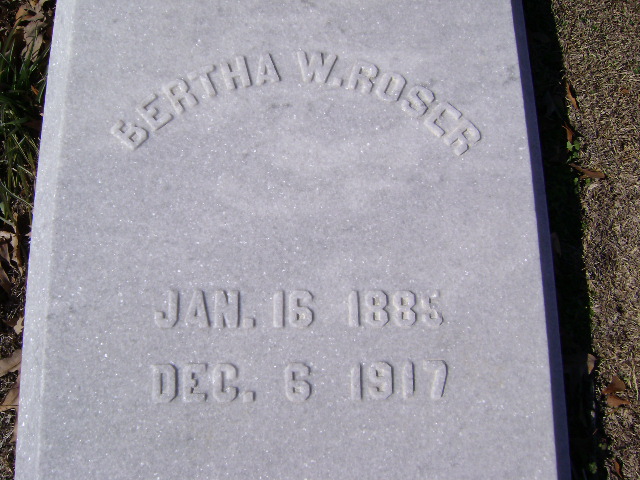 BERTHA W. ROSER
JAN. 16 1885
DEC. 6 1917